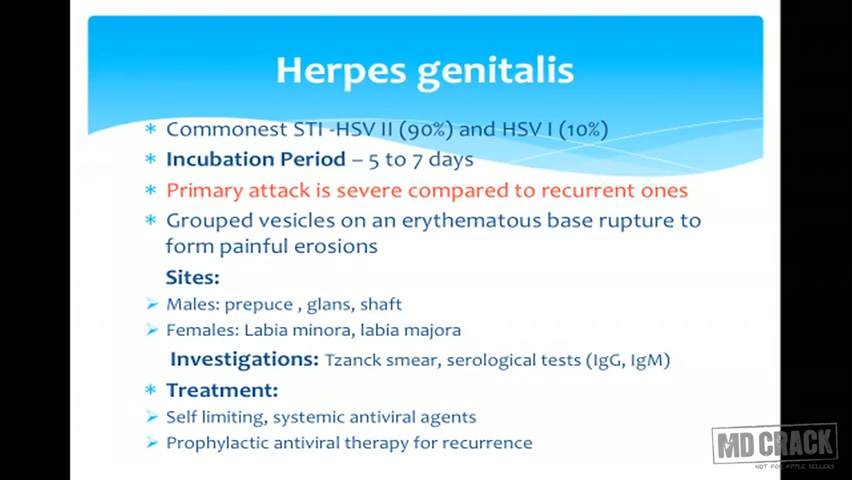 Herpes genitalis
Commonest STI -HSV II (90%) and HSV I (10%)
Incubation Period – 5 to 7 days
Primary attack is severe compared to recurrent ones
Grouped vesicles on an erythematous base rupture to
form painful erosions
Sites:
Males: prepuce , glans, shaft
Females: Labia minora, labia majora
Investigations: Tzanck smear, serological tests (IgG, IgM)
Treatment:
Self limiting, systemic antiviral agents
Prophylactic antiviral therapy for recurrence
MD CRACK
NOT FOR APPLE SELLERS